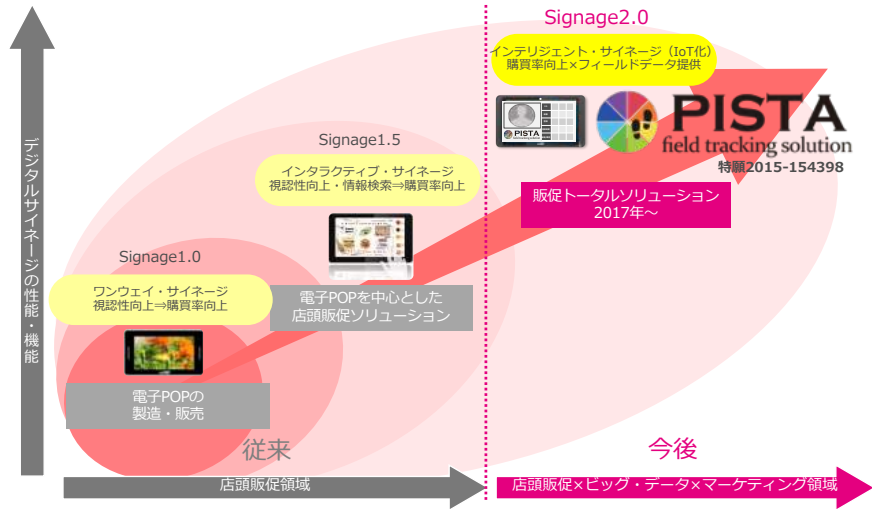 Signage2.0
インテリジェント・サイネージ（IoT化）
購買率向上×フィールドデータ提供
PISTA
PISTA
field tracking solution
特願2015-154398
販促トータルソリューション
2017年～
Signage1.5
インタラクティブ・サイネージ
視認性向上・情報検索⇒購買率向上
電子POPを中心とした
店頭販促ソリューション
Signage1.0
ワンウェイ・サイネージ
視認性向上⇒購買率向上
電子POPの
製造・販売
デジタルサイネージの性能・機能
従来
今後
店頭販促領域
店頭販促×ビッグ・データ×マーケティング領域